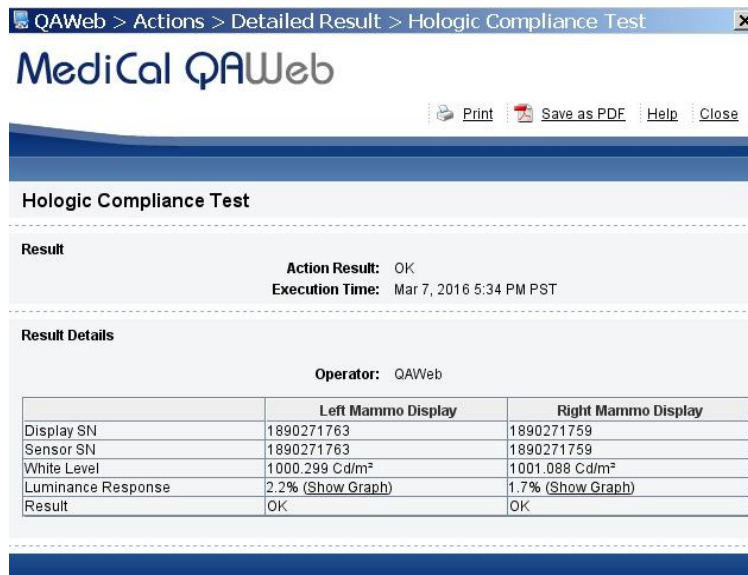 QAWeb > Actions > Detailed Result > Hologic Compliance Test
MediCal QAWeb
Print Save as PDF Help Close
Hologic Compliance Test
Result
Action Result: OK
Execution Time: Mar 7, 2016 5:34 PM PST
Result Details
Operator: QAWeb
Left Mammo Display Right Mammo Display
Display SN 1890271763 1890271759
Sensor SN 1890271763 1890271759
White Level 1000.299 Cd/m² 1001.088 Cd/m²
Luminance Response 2.2% (Show Graph) 1.7% (Show Graph)
Result OK OK